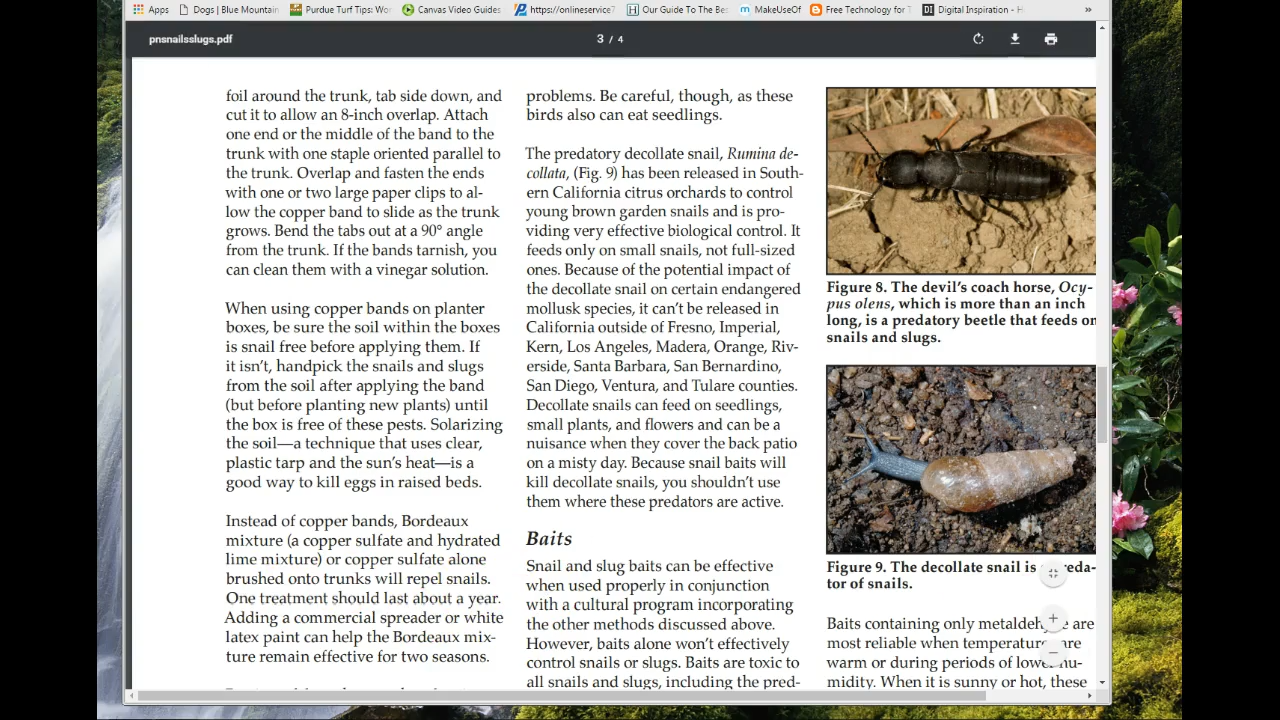 Apps
Dogs | Blue Mountain
Purdue Turf Tips: Wo
Canvas Video Guides
https://onlineservice
Our Guide To The Bes
MakeUseOf
Free Technology for T
Digital Inspiration - H
»
pnsnailsslugs.pdf
3 / 4
foil around the trunk, tab side down, and
cut it to allow an 8-inch overlap. Attach
one end or the middle of the band to the
trunk with one staple oriented parallel to
the trunk. Overlap and fasten the ends
with one or two large paper clips to al-
low the copper band to slide as the trunk
grows. Bend the tabs out at a 90° angle
from the trunk. If the bands tarnish, you
can clean them with a vinegar solution.
When using copper bands on planter
boxes, be sure the soil within the boxes
is snail free before applying them. If
it isn't, handpick the snails and slugs
from the soil after applying the band
(but before planting new plants) until
the box is free of these pests. Solarizing
the soil—a technique that uses clear,
plastic tarp and the sun's heat—is a
good way to kill eggs in raised beds.
Instead of copper bands, Bordeaux
mixture (a copper sulfate and hydrated
lime mixture) or copper sulfate alone
brushed onto trunks will repel snails.
One treatment should last about a year.
Adding a commercial spreader or white
latex paint can help the Bordeaux mix-
ture remain effective for two seasons.
problems. Be careful, though, as these
birds also can eat seedlings.
The predatory decollate snail, Rumina de-
collata, (Fig. 9) has been released in South-
ern California citrus orchards to control
young brown garden snails and is pro-
viding very effective biological control. It
feeds only on small snails, not full-sized
ones. Because of the potential impact of
the decollate snail on certain endangered
mollusk species, it can't be released in
California outside of Fresno, Imperial,
Kern, Los Angeles, Madera, Orange, Riv-
erside, Santa Barbara, San Bernardino,
San Diego, Ventura, and Tulare counties.
Decollate snails can feed on seedlings,
small plants, and flowers and can be a
nuisance when they cover the back patio
on a misty day. Because snail baits will
kill decollate snails, you shouldn't use
them where these predators are active.
Baits
Snail and slug baits can be effective
when used properly in conjunction
with a cultural program incorporating
the other methods discussed above.
However, baits alone won't effectively
control snails or slugs. Baits are toxic to
all snails and slugs, including the pred-
Figure 8. The devil's coach horse, Ocy-
pus olens, which is more than an inch
long, is a predatory beetle that feeds on
snails and slugs.
Figure 9. The decollate snail is preda-
tor of snails.
Baits containing only metaldehyde are
most reliable when temperatures are
warm or during periods of lower hu-
midity. When it is sunny or hot, these